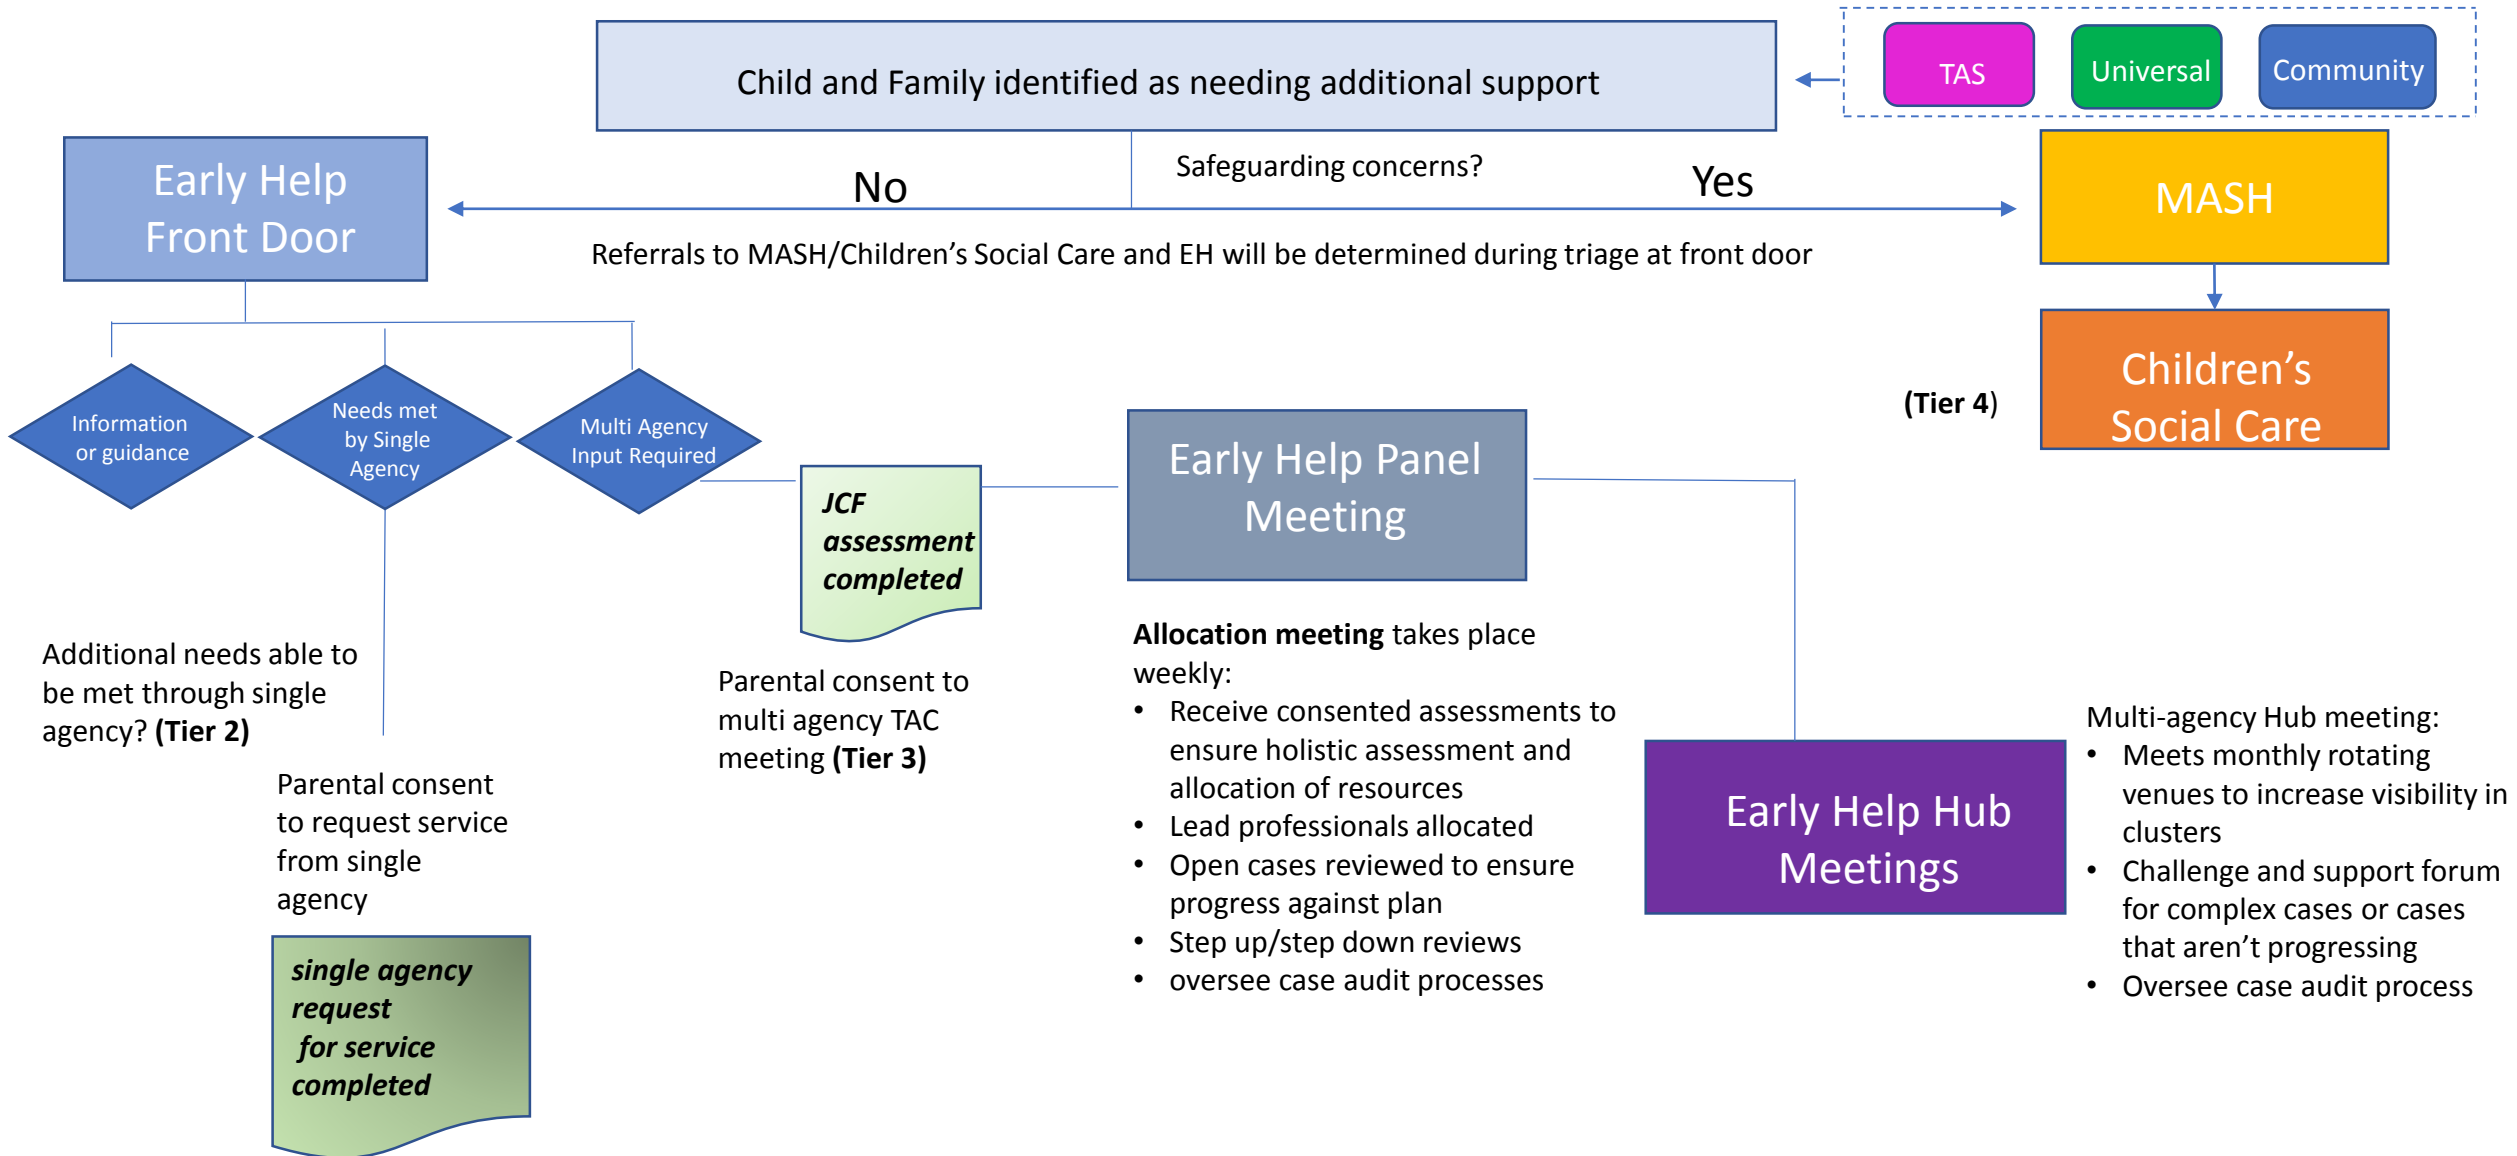 Child and Family identified as needing additional support
TAS
Universal
Community
Early Help
Front Door
Safeguarding concerns?
No
Yes
MASH
Referrals to MASH/Children’s Social Care and EH will be determined during triage at front door
Children’s
Social Care
(Tier 4)
Information
or guidance
Needs met
by Single
Agency
Multi Agency
Input Required
JCF
assessment
completed
Early Help Panel
Meeting
Additional needs able to
be met through single
agency? (Tier 2)
Parental consent
to request service
from single
agency
single agency
request
for service
completed
Parental consent to
multi agency TAC
meeting (Tier 3)
Allocation meeting takes place
weekly:
• Receive consented assessments to
ensure holistic assessment and
allocation of resources
• Lead professionals allocated
• Open cases reviewed to ensure
progress against plan
• Step up/step down reviews
• oversee case audit processes
Early Help Hub
Meetings
Multi-agency Hub meeting:
• Meets monthly rotating
venues to increase visibility in
clusters
• Challenge and support forum
for complex cases or cases
that aren’t progressing
• Oversee case audit process